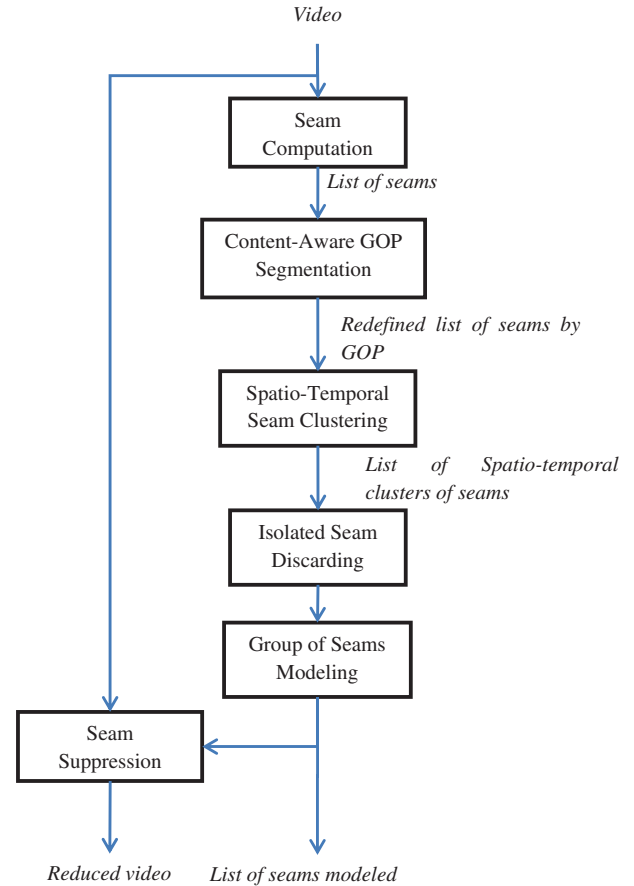 Video
Seam
Computation
List of seams
Content-Aware GOP
Segmentation
Redefined list of seams by
GOP
Spatio-Temporal
Seam Clustering
List of Spatio-temporal
clusters of seams
Isolated Seam
Discarding
Group of Seams
Modeling
Seam
Suppression
Reduced video
List of seams modeled